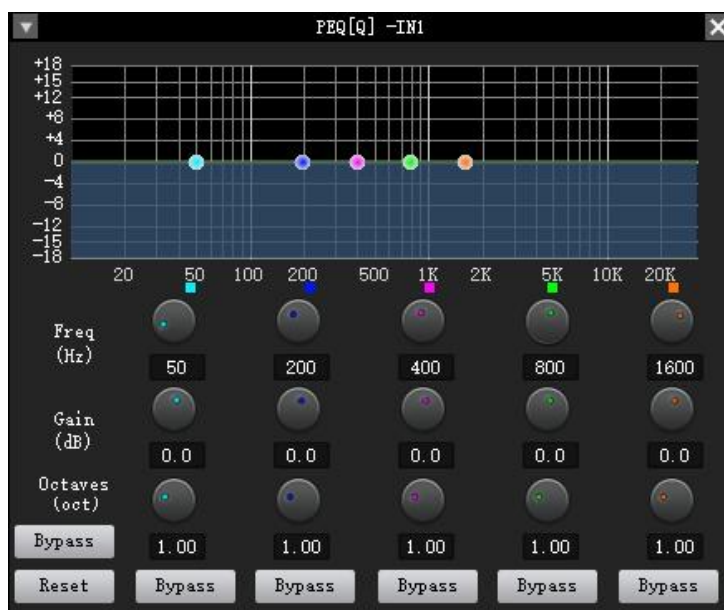 PEQ[Q] -IN1
+18
+15
+12
+8
+4
0
-4
-8
-12
-15
-18
20 50 100 200 500 1K 2K 5K 10K 20K
Freq
(Hz)
50 200 400 800 1600
Gain
(dB)
0.0 0.0 0.0 0.0 0.0
Octaves
(oct)
1.00 1.00 1.00 1.00 1.00
Bypass
Reset Bypass Bypass Bypass Bypass Bypass